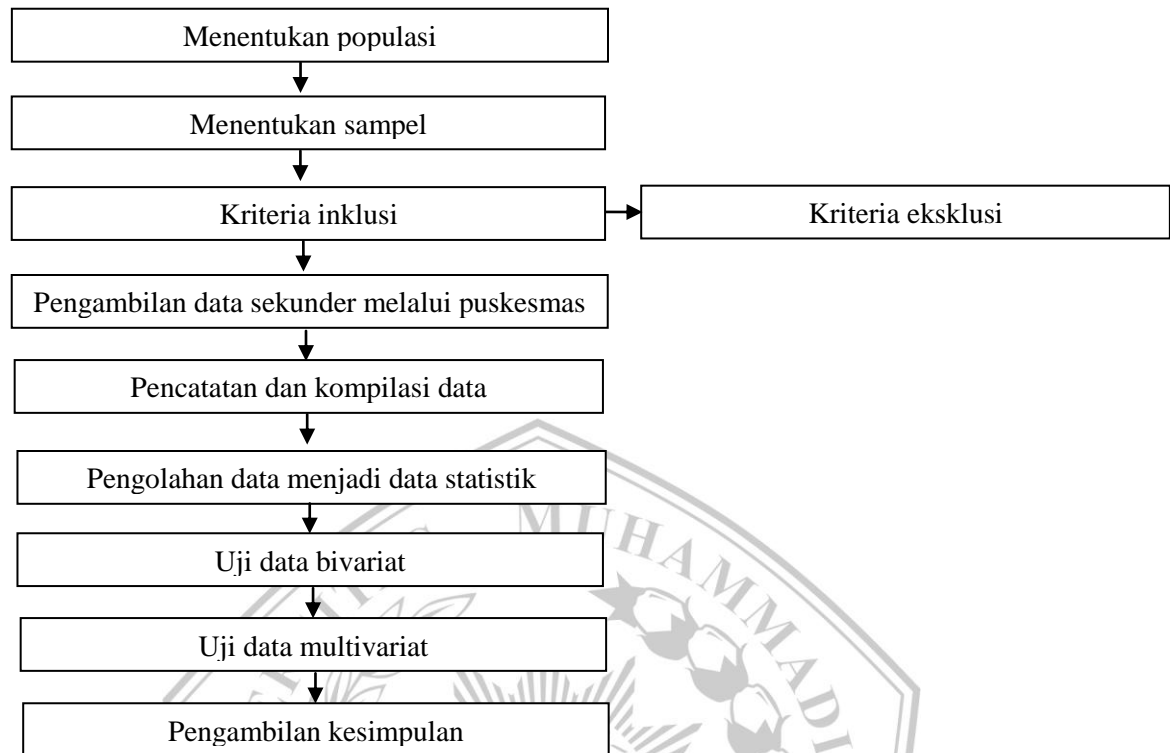 Menentukan populasi
Menentukan sampel
Kriteria inklusi
Kriteria eksklusi
Pengambilan data sekunder melalui puskesmas
Pencatatan dan kompilasi data
Pengolahan data menjadi data statistik
Uji data bivariat
Uji data multivariat
Pengambilan kesimpulan
MUHAMMADI